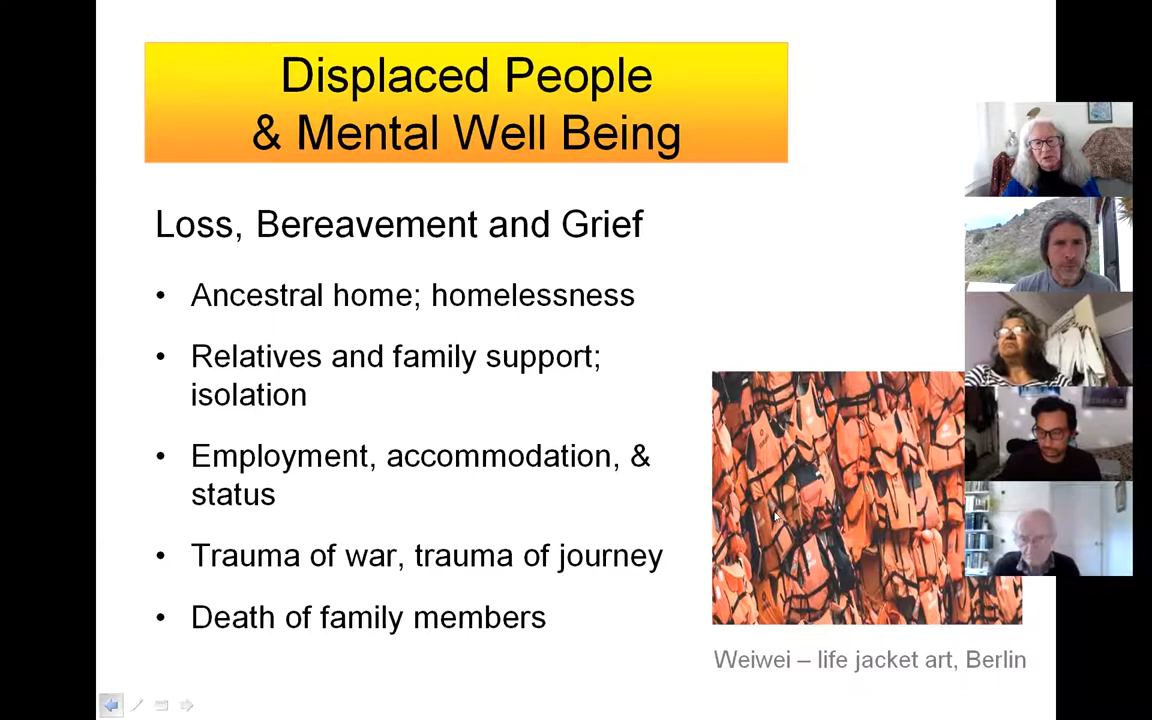 Displaced People
& Mental Well Being
Loss, Bereavement and Grief
• Ancestral home; homelessness
• Relatives and family support;
isolation
• Employment, accommodation, &
status
• Trauma of war, trauma of journey
• Death of family members
Weiwei – life jacket art, Berlin